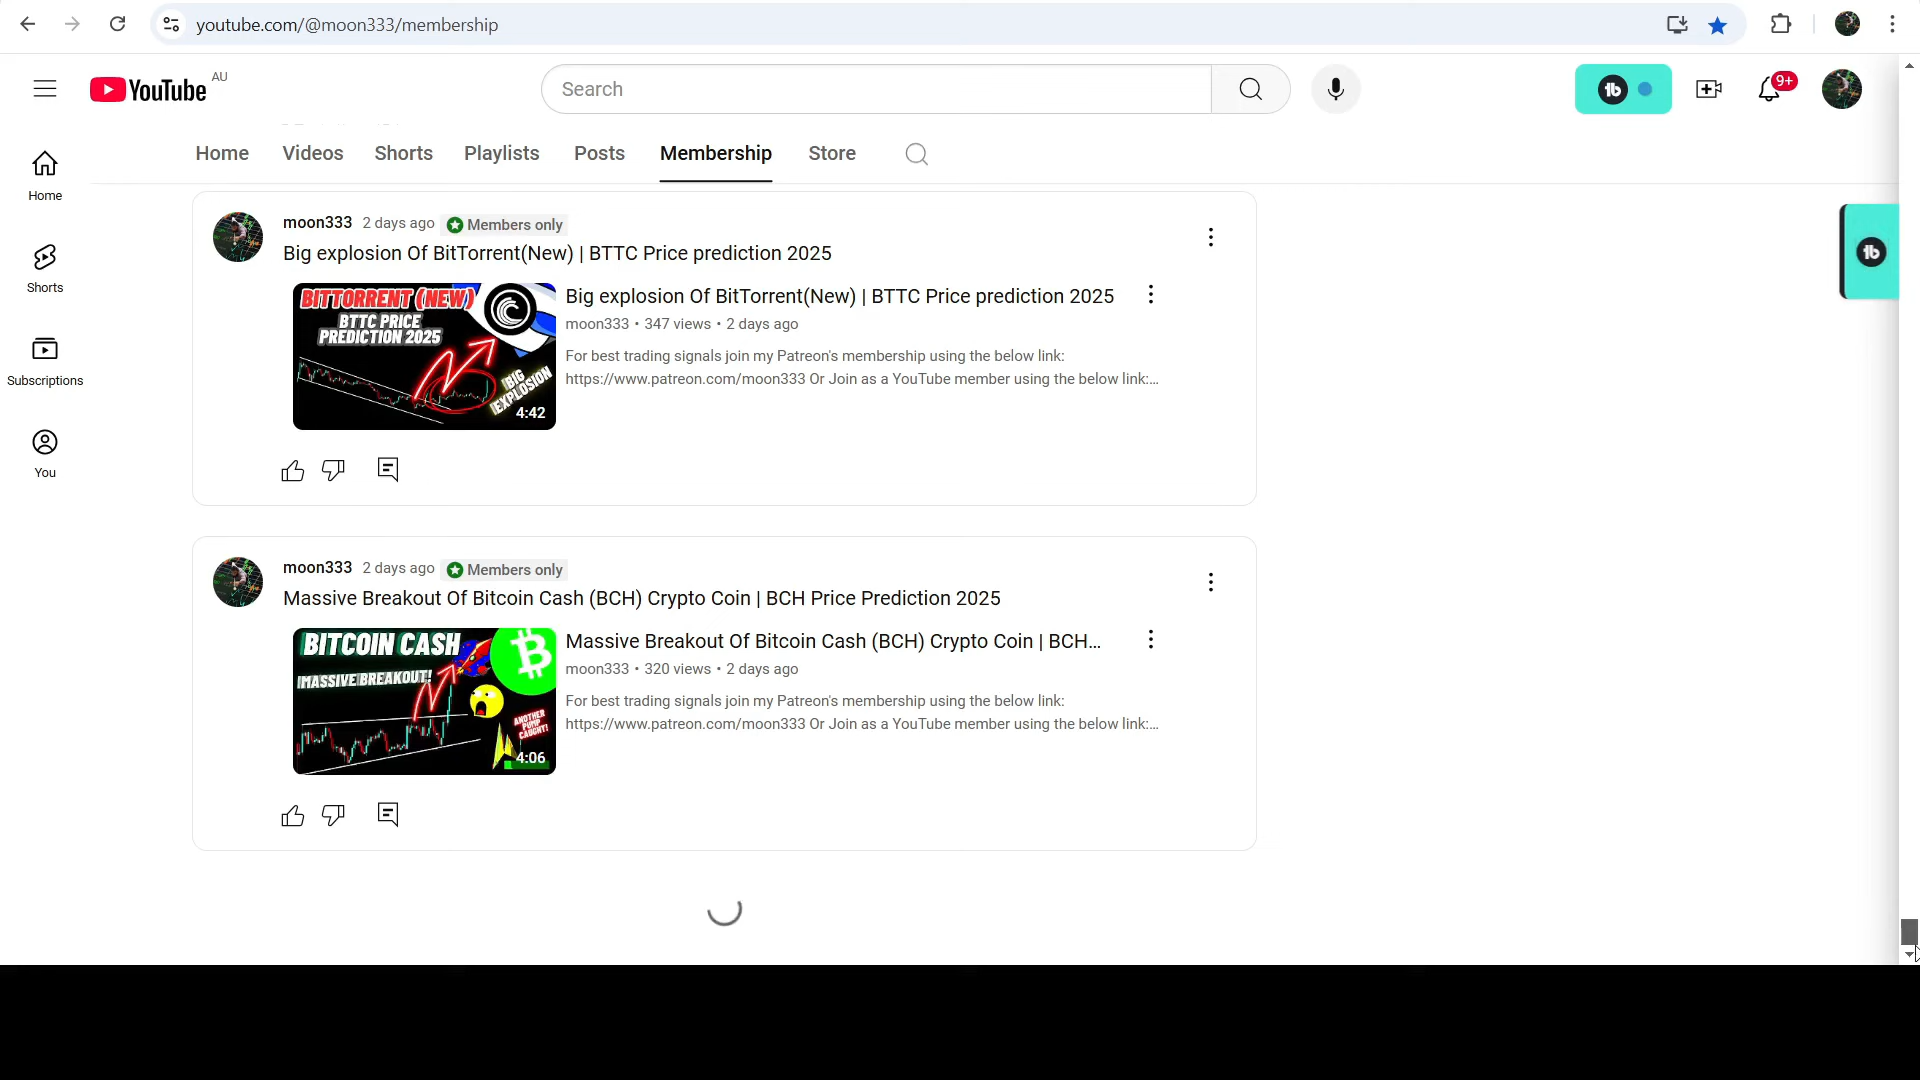 youtube.com/@moon333/membership
YouTube AU
Search
9+
Home
Shorts
Subscriptions
You
Home Videos Shorts Playlists Posts Membership Store
moon333 2 days ago Members only
Big explosion Of BitTorrent(New) | BTTC Price prediction 2025
BITTORRENT (NEW)
BTTC PRICE
PREDICTION 2025
BIG
EXPLOSION
4:42
Big explosion Of BitTorrent(New) | BTTC Price prediction 2025
moon333 • 347 views • 2 days ago
For best trading signals join my Patreon's membership using the below link:
https://www.patreon.com/moon333 Or Join as a YouTube member using the below link:...
moon333 2 days ago Members only
Massive Breakout Of Bitcoin Cash (BCH) Crypto Coin | BCH Price Prediction 2025
BITCOIN CASH
MASSIVE BREAKOUT!
ANOTHER
PUMP
CAUGHT!
4:06
Massive Breakout Of Bitcoin Cash (BCH) Crypto Coin | BCH...
moon333 • 320 views • 2 days ago
For best trading signals join my Patreon's membership using the below link:
https://www.patreon.com/moon333 Or Join as a YouTube member using the below link:...